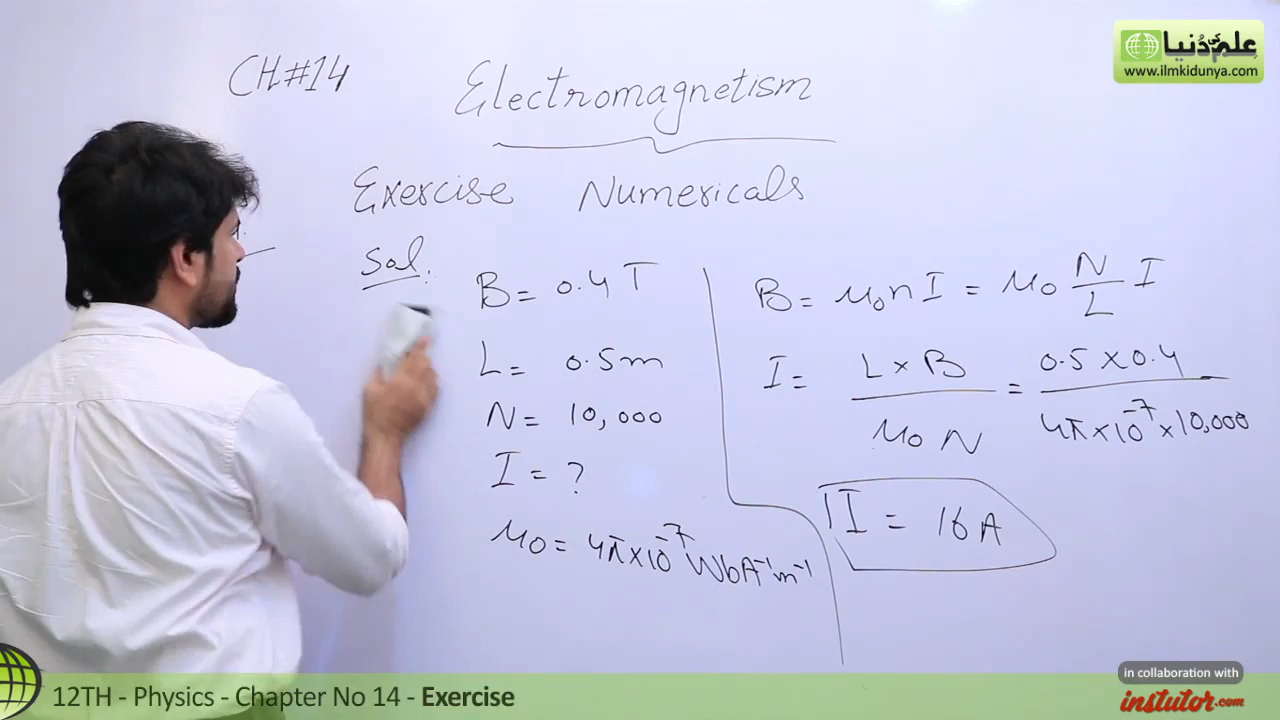 CH#14
Electromagnetism
Exercise Numericals
Sol.
B = 0.4 T
L = 0.5m
N = 10,000
I = ?
μ₀ = 4π×10⁻⁷ WbA⁻¹m⁻¹
B = μ₀nI = μ₀ N/L I
I = L × B / μ₀ N = 0.5 × 0.4 / 4π×10⁻⁷×10,000
I = 16A
علم کی دُنیا
www.ilmkidunya.com
12TH - Physics - Chapter No 14 - Exercise
in collaboration with
instutor.com